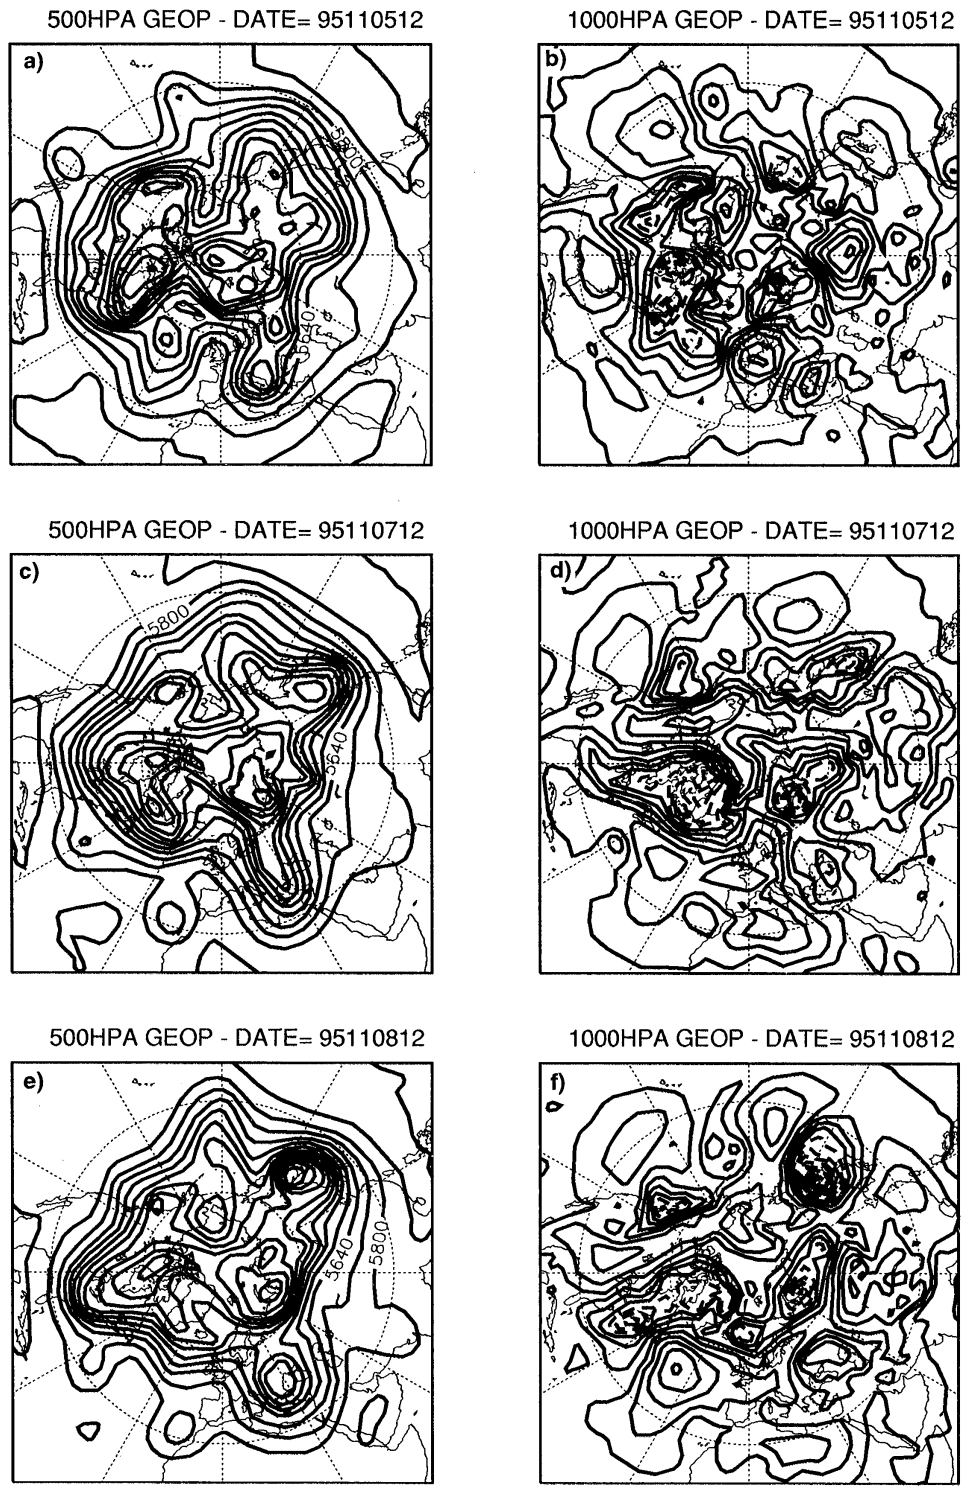 500HPA GEOP - DATE= 95110512
1000HPA GEOP - DATE= 95110512
a)
b)
5800
5640
500HPA GEOP - DATE= 95110712
1000HPA GEOP - DATE= 95110712
c)
d)
5800
5640
500HPA GEOP - DATE= 95110812
1000HPA GEOP - DATE= 95110812
e)
f)
5640
5800